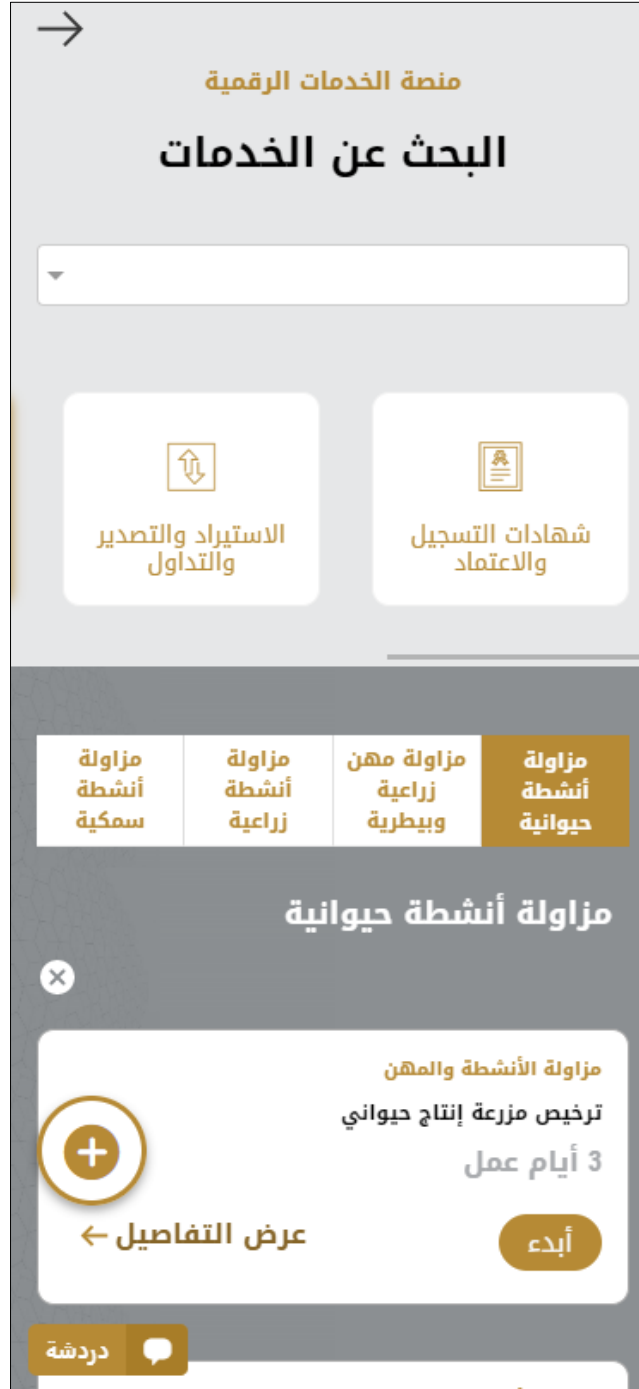 منصة الخدمات الرقمية
البحث عن الخدمات
شهادات التسجيل
والاعتماد
الاستيراد والتصدير
والتداول
مزاولة
أنشطة
حيوانية
مزاولة مهن
زراعية
وبيطرية
مزاولة
أنشطة
زراعية
مزاولة
أنشطة
سمكية
مزاولة أنشطة حيوانية
مزاولة الأنشطة والمهن
ترخيص مزرعة إنتاج حيواني
3 أيام عمل
أبدء
عرض التفاصيل
دردشة